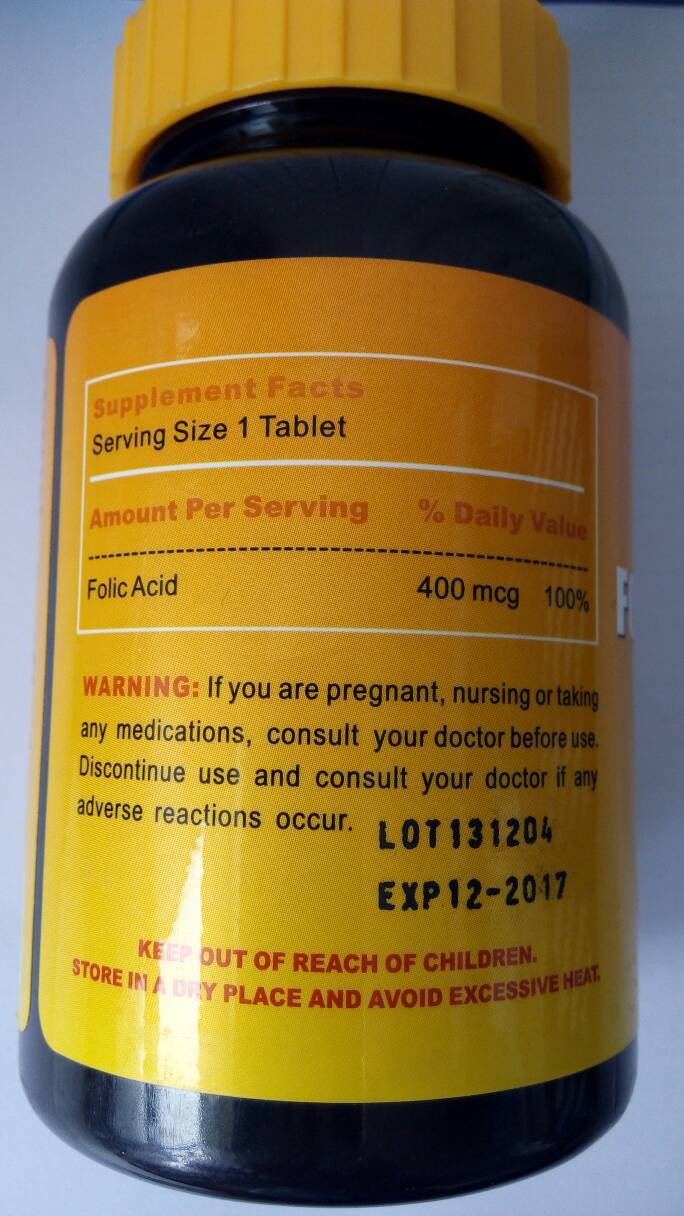 Supplement Facts
Serving Size 1 Tablet
Amount Per Serving % Daily Value
Folic Acid 400 mcg 100%
WARNING: If you are pregnant, nursing or taking
any medications, consult your doctor before use.
Discontinue use and consult your doctor if any
adverse reactions occur.
LOT131204
EXP12-2017
KEEP OUT OF REACH OF CHILDREN.
STORE IN A DRY PLACE AND AVOID EXCESSIVE HEAT.